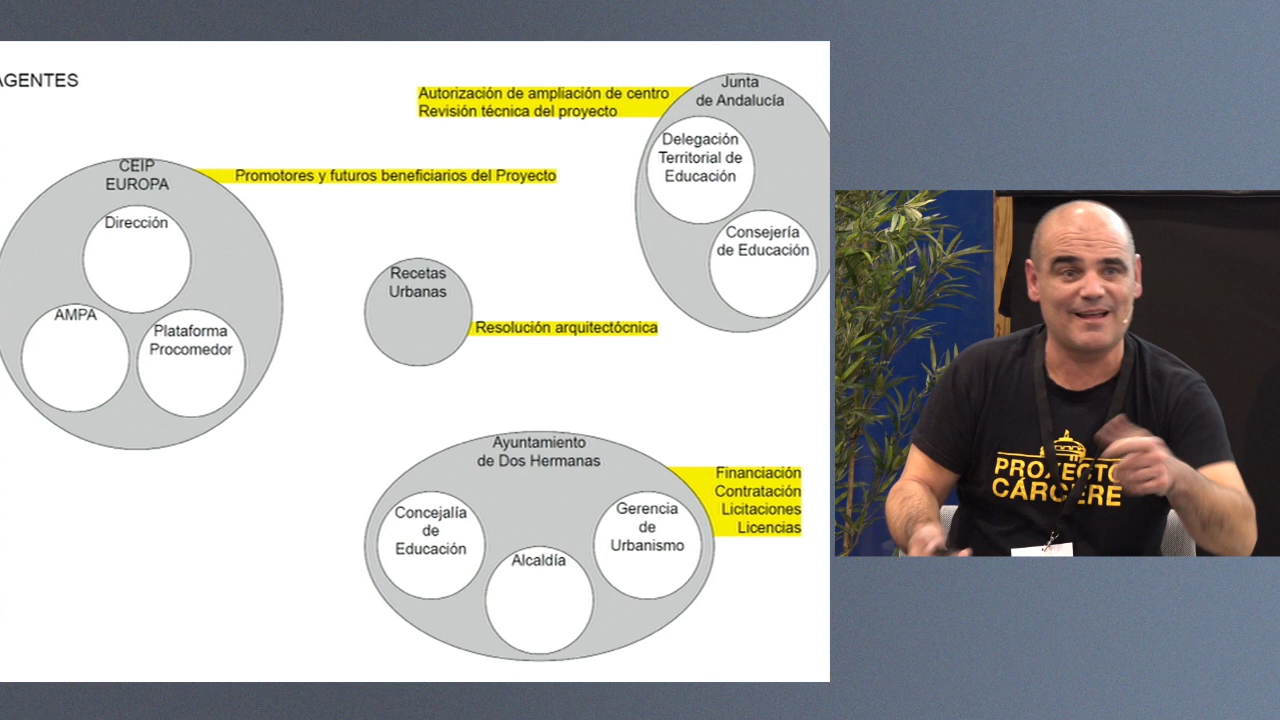 AGENTES
Autorización de ampliación de centro
Revisión técnica del proyecto
Junta
de Andalucía
Delegación
Territorial de
Educación
Consejería
de Educación
CEIP
EUROPA
Promotores y futuros beneficiarios del Proyecto
Dirección
AMPA
Plataforma
Procomedor
Recetas
Urbanas
Resolución arquitectócnica
Ayuntamiento
de Dos Hermanas
Concejalía
de
Educación
Alcaldía
Gerencia
de
Urbanismo
Financiación
Contratación
Licitaciones
Licencias
PROYECTO
CÁRCERE